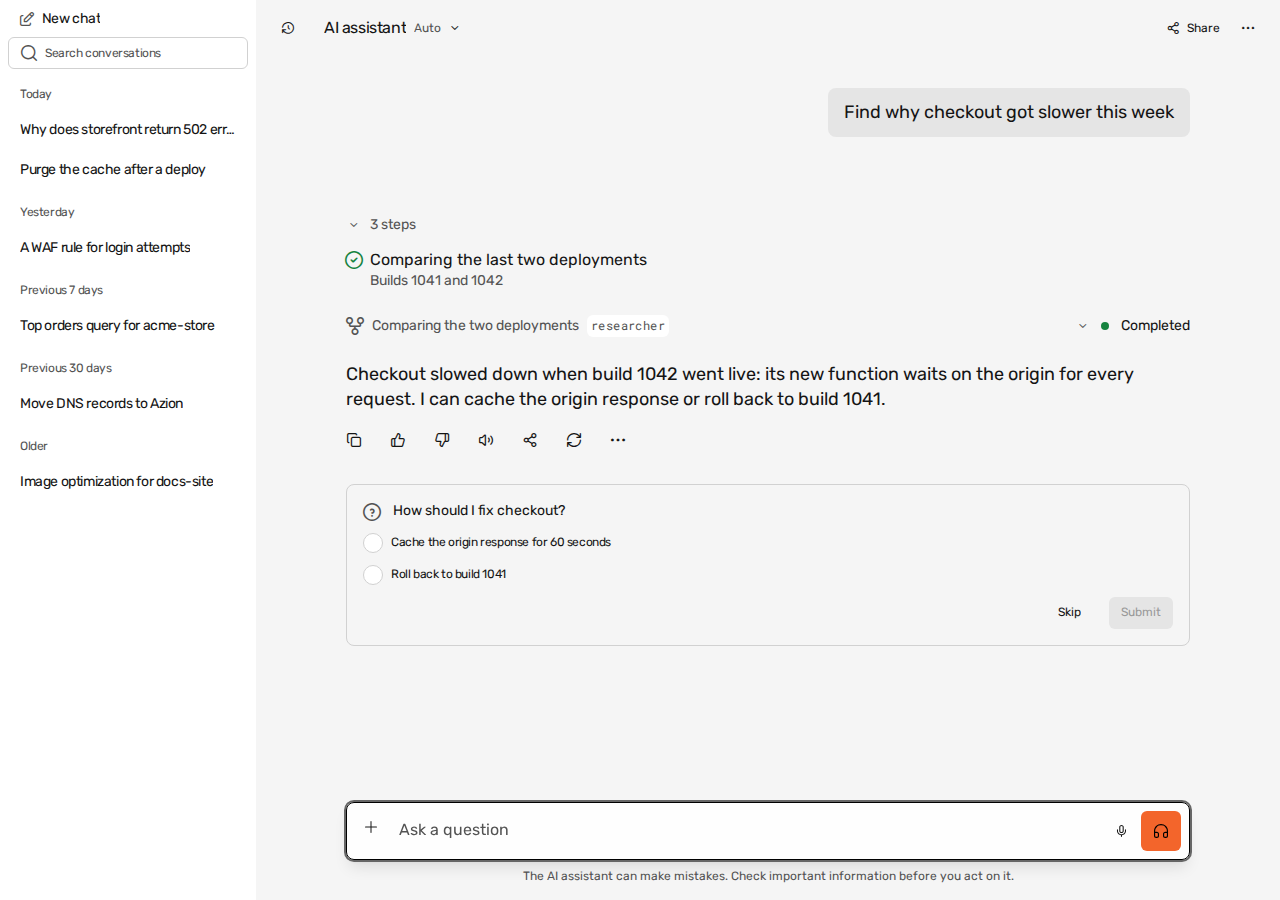 New chat
Search conversations
Today
Why does storefront return 502 err...
Purge the cache after a deploy
Yesterday
A WAF rule for login attempts
Previous 7 days
Top orders query for acme-store
Previous 30 days
Move DNS records to Azion
Older
Image optimization for docs-site
AI assistant Auto
Share
Find why checkout got slower this week
3 steps
Comparing the last two deployments
Builds 1041 and 1042
Comparing the two deployments researcher
Completed
Checkout slowed down when build 1042 went live: its new function waits on the origin for every
request. I can cache the origin response or roll back to build 1041.
How should I fix checkout?
Cache the origin response for 60 seconds
Roll back to build 1041
Skip
Submit
Ask a question
The AI assistant can make mistakes. Check important information before you act on it.